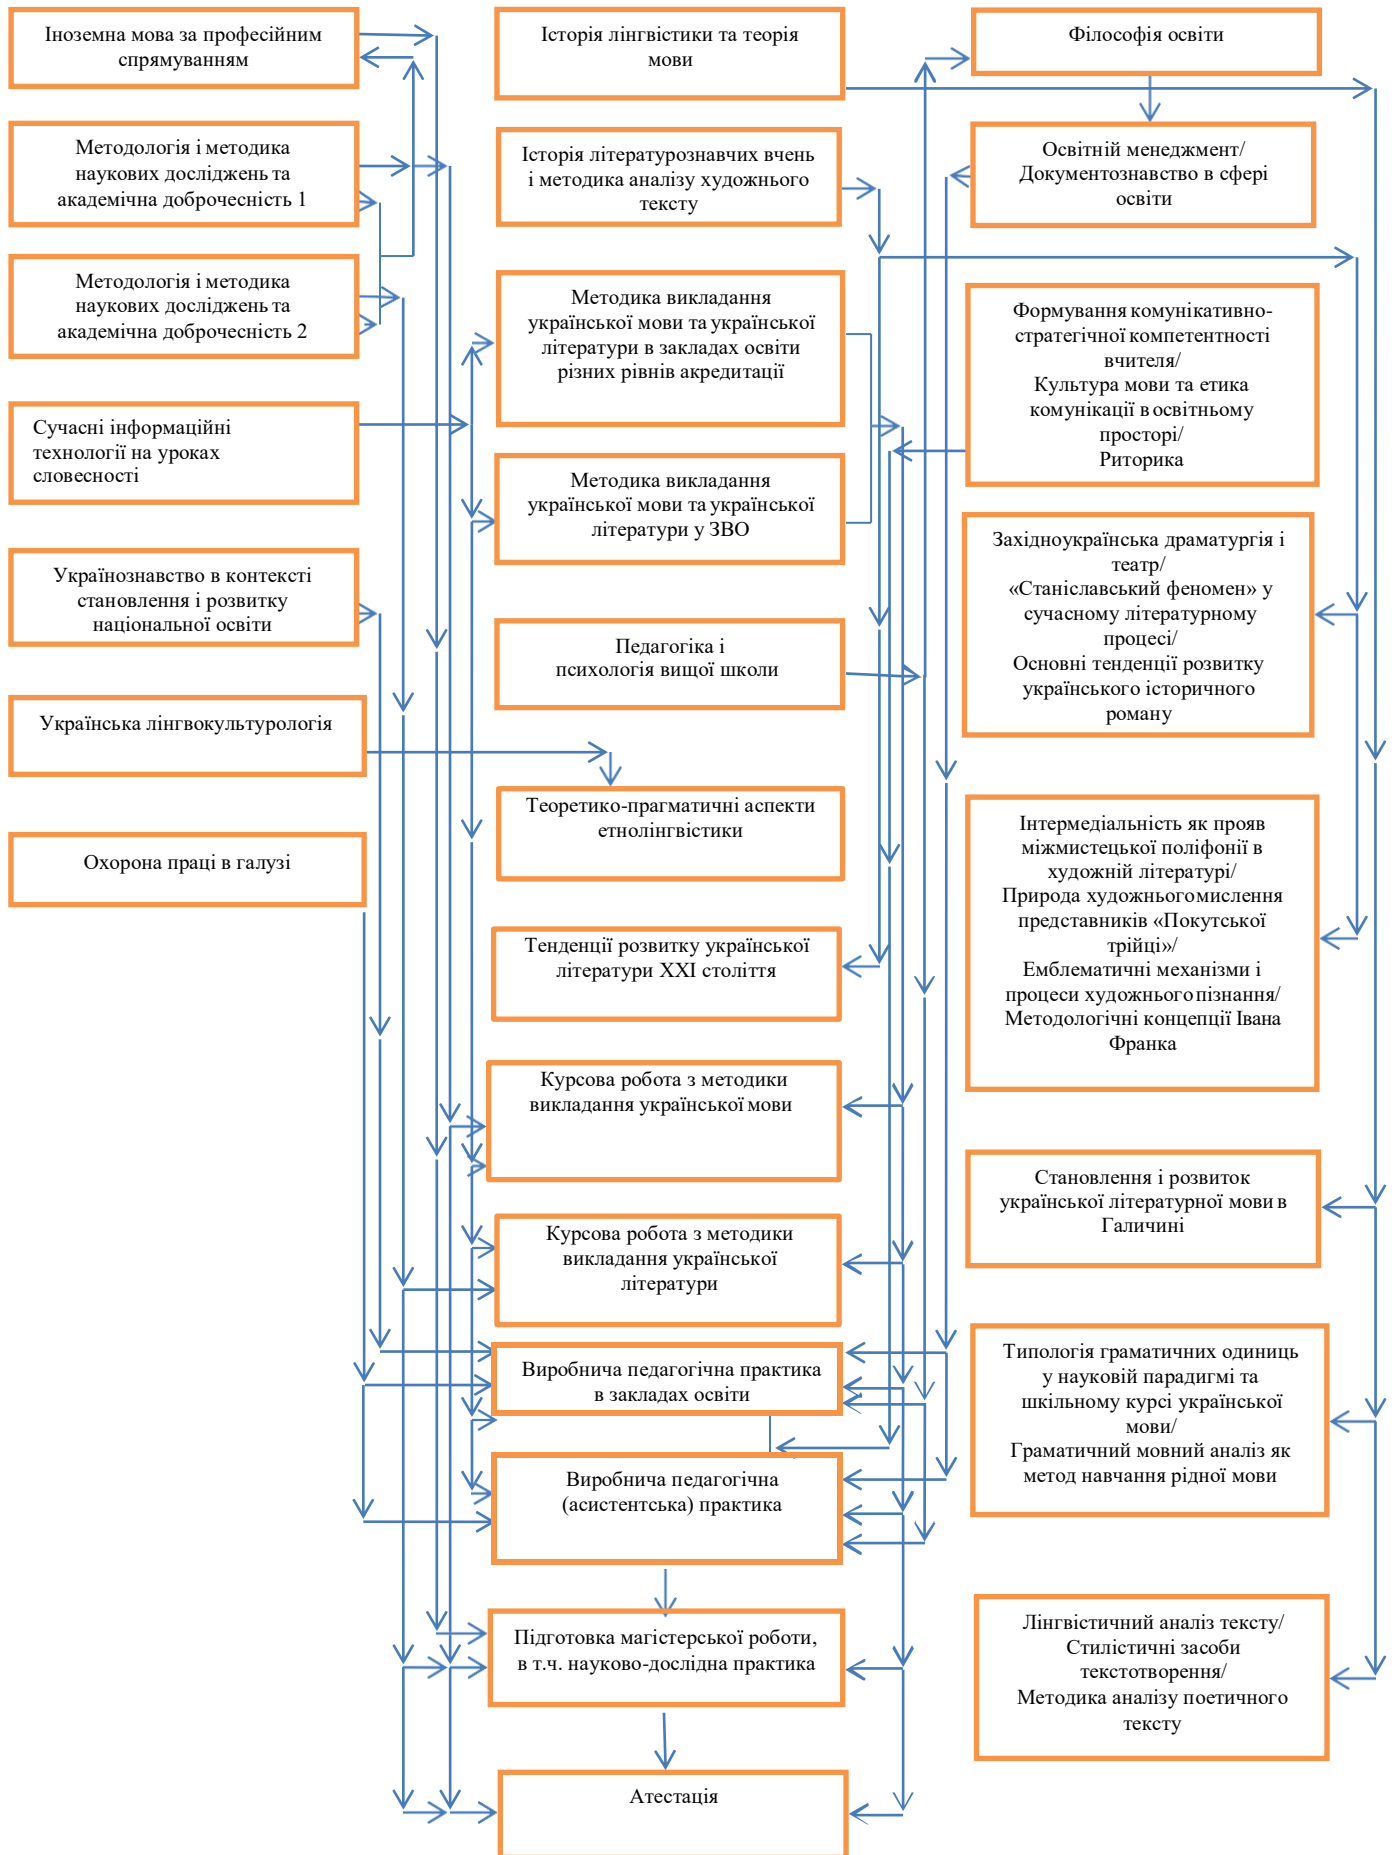 Іноземна мова за професійним
спрямуванням
Методологія і методика
наукових досліджень та
академічна доброчесність 1
Методологія і методика
наукових досліджень та
академічна доброчесність 2
Сучасні інформаційні
технології на уроках
словесності
Українознавство в контексті
становлення і розвитку
національної освіти
Українська лінгвокультурологія
Охорона праці в галузі
Історія лінгвістики та теорія
мови
Історія літературознавчих вчень
і методика аналізу художнього
тексту
Методика викладання
української мови та української
літератури в закладах освіти
різних рівнів акредитації
Методика викладання
української мови та української
літератури у ЗВО
Педагогіка і
психологія вищої школи
Теоретико-прагматичні аспекти
етнолінгвістики
Тенденції розвитку української
літератури ХХІ століття
Курсова робота з методики
викладання української мови
Курсова робота з методики
викладання української
літератури
Виробнича педагогічна практика
в закладах освіти
Виробнича педагогічна
(асистентська) практика
Підготовка магістерської роботи,
в т.ч. науково-дослідна практика
Атестація
Філософія освіти
Освітній менеджмент/
Документознавство в сфері
освіти
Формування комунікативно-
стратегічної компетентності
вчителя/
Культура мови та етика
комунікації в освітньому
просторі/
Риторика
Західноукраїнська драматургія і
театр/
«Станіславський феномен» у
сучасному літературному
процесі/
Основні тенденції розвитку
українського історичного
роману
Інтермедіальність як прояв
міжмистецької поліфонії в
художній літературі/
Природа художнього мислення
представників «Покутської
трійці»/
Емблематичні механізми і
процеси художнього пізнання/
Методологічні концепції Івана
Франка
Становлення і розвиток
української літературної мови в
Галичині
Типологія граматичних одиниць
у науковій парадигмі та
шкільному курсі української
мови/
Граматичний мовний аналіз як
метод навчання рідної мови
Лінгвістичний аналіз тексту/
Стилістичні засоби
текстотворення/
Методика аналізу поетичного
тексту